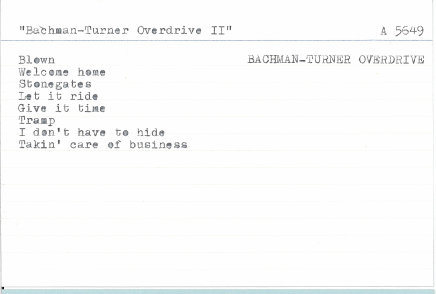 "Bachman-Turner Overdrive II" A 5649
Blown BACHMAN-TURNER OVERDRIVE
Welcome home
Stonegates
Let it ride
Give it time
Tramp
I don't have to hide
Takin' care of business